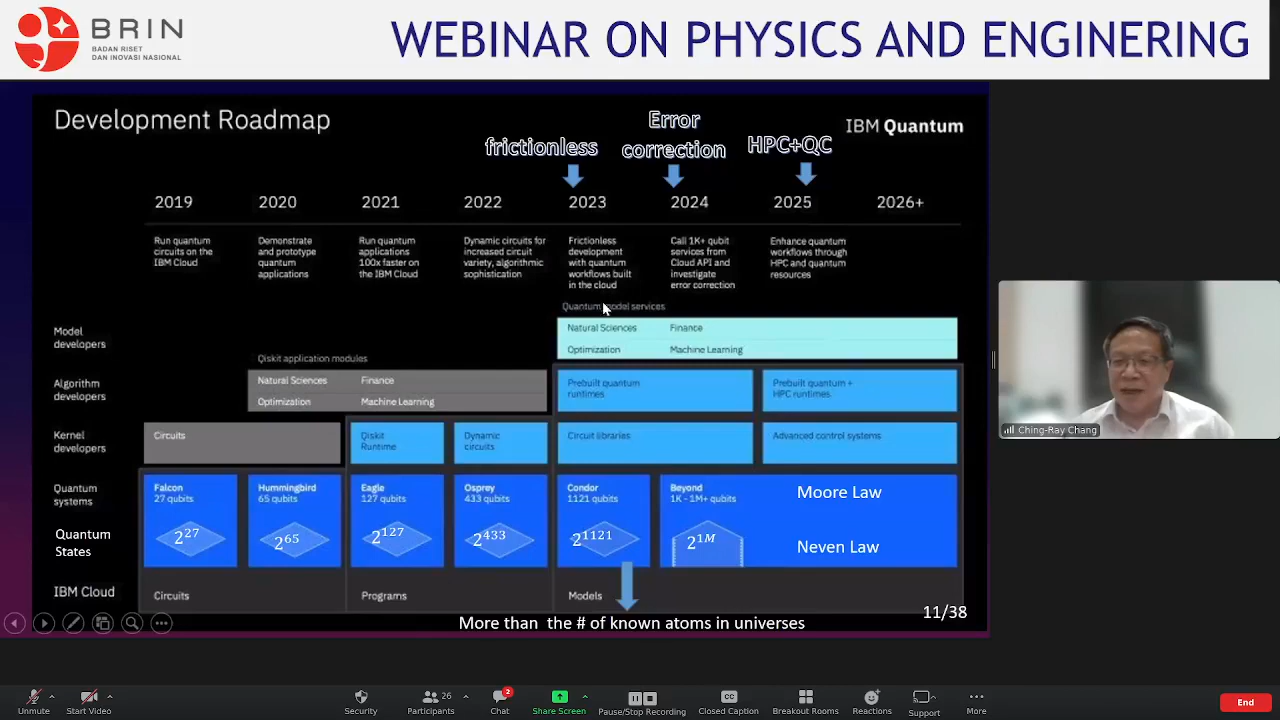 BRIN
BADAN RISET
DAN INOVASI NASIONAL
WEBINAR ON PHYSICS AND ENGINERING
Development Roadmap
IBM Quantum
frictionless
Error
correction
HPC+QC
2019
2020
2021
2022
2023
2024
2025
2026+
Run quantum
circuits on the
IBM Cloud
Demonstrate
and prototype
quantum
applications
Run quantum
applications
100x faster on
the IBM Cloud
Dynamic circuits for
increased circuit
variety, algorithmic
sophistication
Frictionless
development
with quantum
workflows built
in the cloud
Call 1K+ qubit
services from
Cloud API and
investigate
error correction
Enhance quantum
workflows through
HPC and quantum
resources
Model
developers
Quantum model services
Natural Sciences
Finance
Optimization
Machine Learning
Algorithm
developers
Qiskit application modules
Natural Sciences
Finance
Optimization
Machine Learning
Prebuilt quantum
runtimes
Prebuilt quantum +
HPC runtimes
Kernel
developers
Circuits
Qiskit
Runtime
Dynamic
circuits
Circuit libraries
Advanced control systems
Quantum
systems
Falcon
27 qubits
Hummingbird
65 qubits
Eagle
127 qubits
Osprey
433 qubits
Condor
1121 qubits
Beyond
1K - 1M+ qubits
Moore Law
Quantum
States
2^27
2^65
2^127
2^433
2^1121
2^1M
Neven Law
IBM Cloud
Circuits
Programs
Models
11/38
More than the # of known atoms in universes
Ching-Ray Chang
Unmute
Start Video
Security
26
Participants
2
Chat
Share Screen
Pause/Stop Recording
CC
Closed Caption
Breakout Rooms
Reactions
Support
More
End